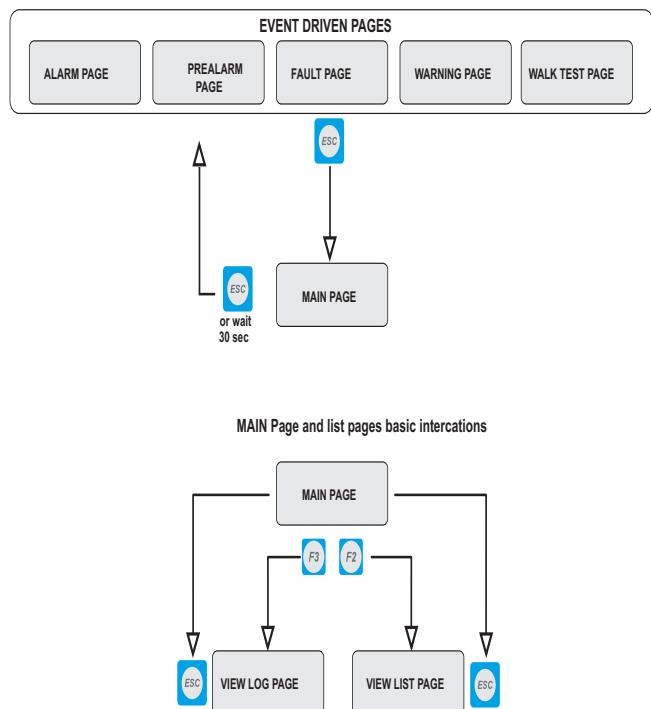 EVENT DRIVEN PAGES
ALARM PAGE
PREALARM
PAGE
FAULT PAGE
WARNING PAGE
WALK TEST PAGE
ESC
ESC
or wait
30 sec
MAIN PAGE
MAIN Page and list pages basic intercations
MAIN PAGE
F3
F2
ESC
VIEW LOG PAGE
VIEW LIST PAGE
ESC